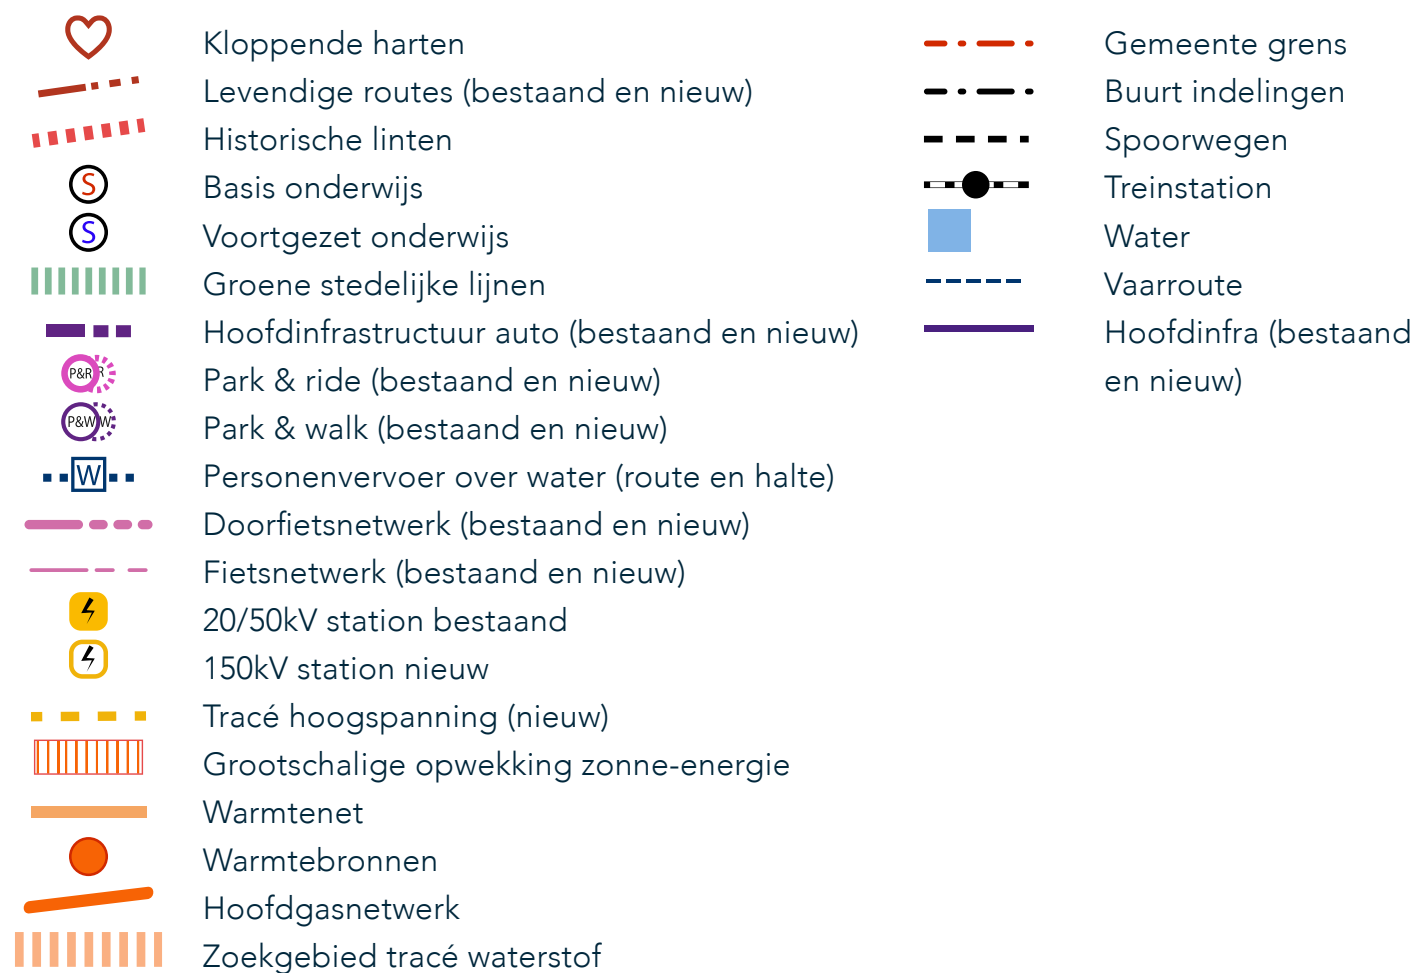 Kloppende harten
Levendige routes (bestaand en nieuw)
Historische linten
S Basis onderwijs
S Voortgezet onderwijs
Groene stedelijke lijnen
Hoofdinfrastructuur auto (bestaand en nieuw)
P&R R Park & ride (bestaand en nieuw)
P&W W Park & walk (bestaand en nieuw)
W Personenvervoer over water (route en halte)
Doorfietsnetwerk (bestaand en nieuw)
Fietsnetwerk (bestaand en nieuw)
20/50kV station bestaand
150kV station nieuw
Tracé hoogspanning (nieuw)
Grootschalige opwekking zonne-energie
Warmtenet
Warmtebronnen
Hoofdgasnetwerk
Zoekgebied tracé waterstof
Gemeente grens
Buurt indelingen
Spoorwegen
Treinstation
Water
Vaarroute
Hoofdinfra (bestaand
en nieuw)